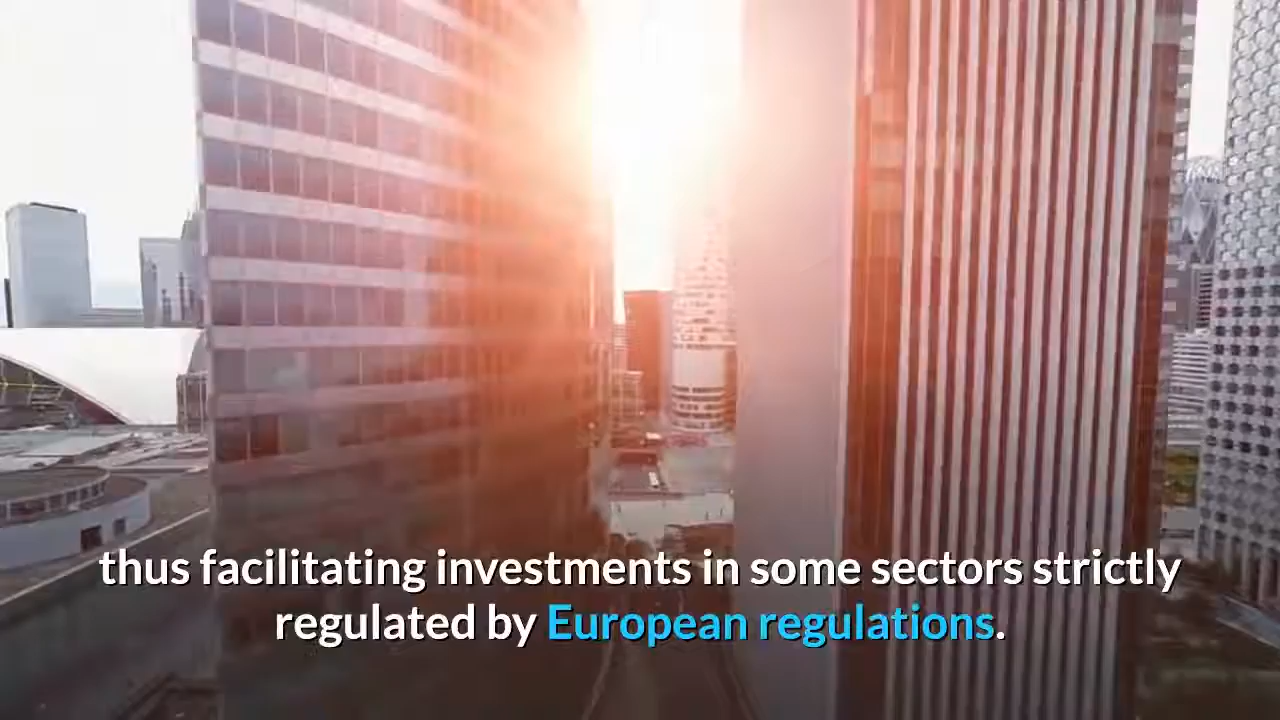 thus facilitating investments in some sectors strictly
regulated by European regulations.